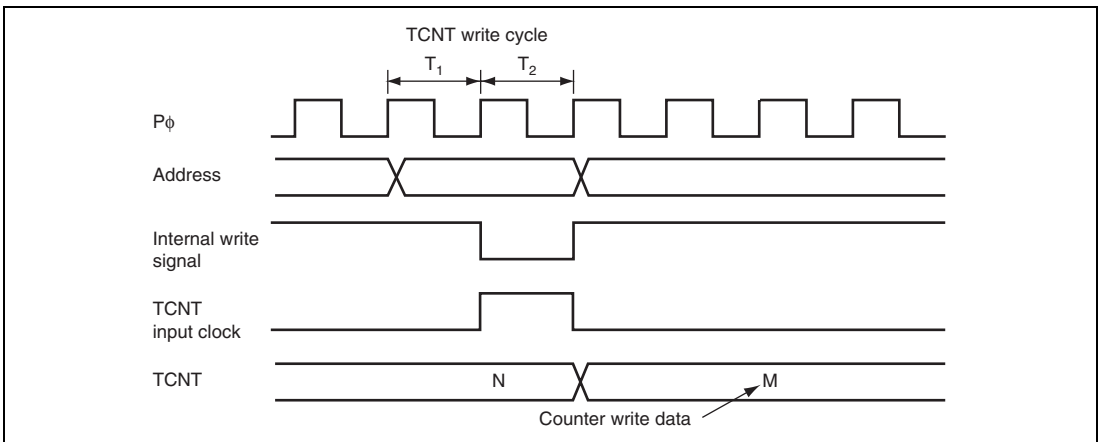 TCNT write cycle
T₁ T₂
Pϕ
Address
Internal write
signal
TCNT
input clock
TCNT
N
M
Counter write data